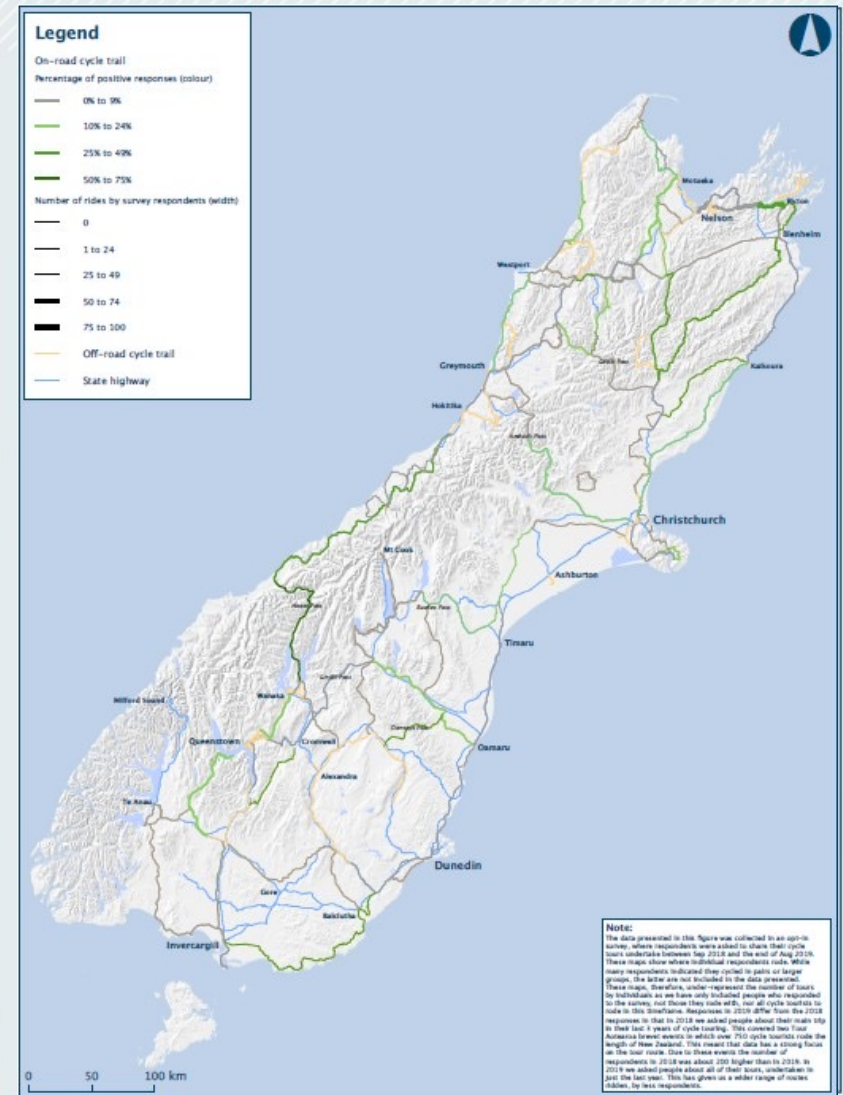 Legend
On-road cycle trail
Percentage of positive responses (colour)
0% to 9%
10% to 24%
25% to 49%
50% to 75%
Number of rides by survey respondents (width)
0
1 to 24
25 to 49
50 to 74
75 to 100
Off-road cycle trail
State highway
Motueka
Picton
Nelson
Blenheim
Westport
Greymouth
Kaikoura
Hokitika
Christchurch
Mt Cook
Ashburton
Haast Pass
Burkes Pass
Timaru
Lindis Pass
Wanaka
Milford Sound
Danseys Pass
Queenstown
Cromwell
Oamaru
Alexandra
Te Anau
Dunedin
Gore
Balclutha
Invercargill
0 50 100 km
Note:
The data presented in this figure was collected in an opt-in
survey, where respondents were asked to share their cycle
tours undertake between Sep 2018 and the end of Aug 2019.
These maps show where individual respondents rode. While
many respondents indicated they cycled in pairs or larger
groups, the latter are not included in the data presented.
These maps, therefore, under-represent the number of tours
by individuals as we have only included people who responded
to the survey, not those they rode with, nor all cycle tourists to
rode in this timeframe. Responses in 2019 differ from the 2018
responses in that in 2018 we asked people about their main trip
in their last 3 years of cycle touring. This covered two Tour
Aotearoa brevet events in which over 750 cycle tourists rode the
length of New Zealand. This meant that data has a strong focus
on the tour route. Due to these events the number of
respondents in 2018 was about 200 higher than in 2019. In
2019 we asked people about all of their tours, undertaken in
just the last year. This has given us a wider range of routes
ridden, by less respondents.